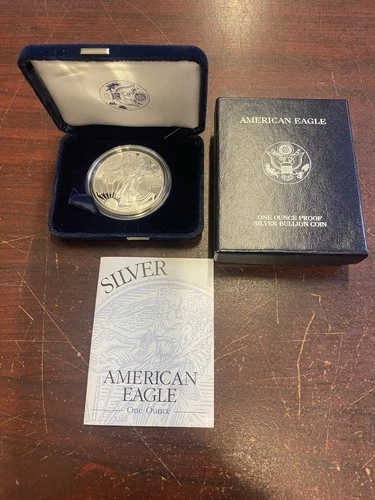 AMERICAN EAGLE
ONE OUNCE PROOF
SILVER BULLION COIN
SILVER
AMERICAN
EAGLE
One Ounce